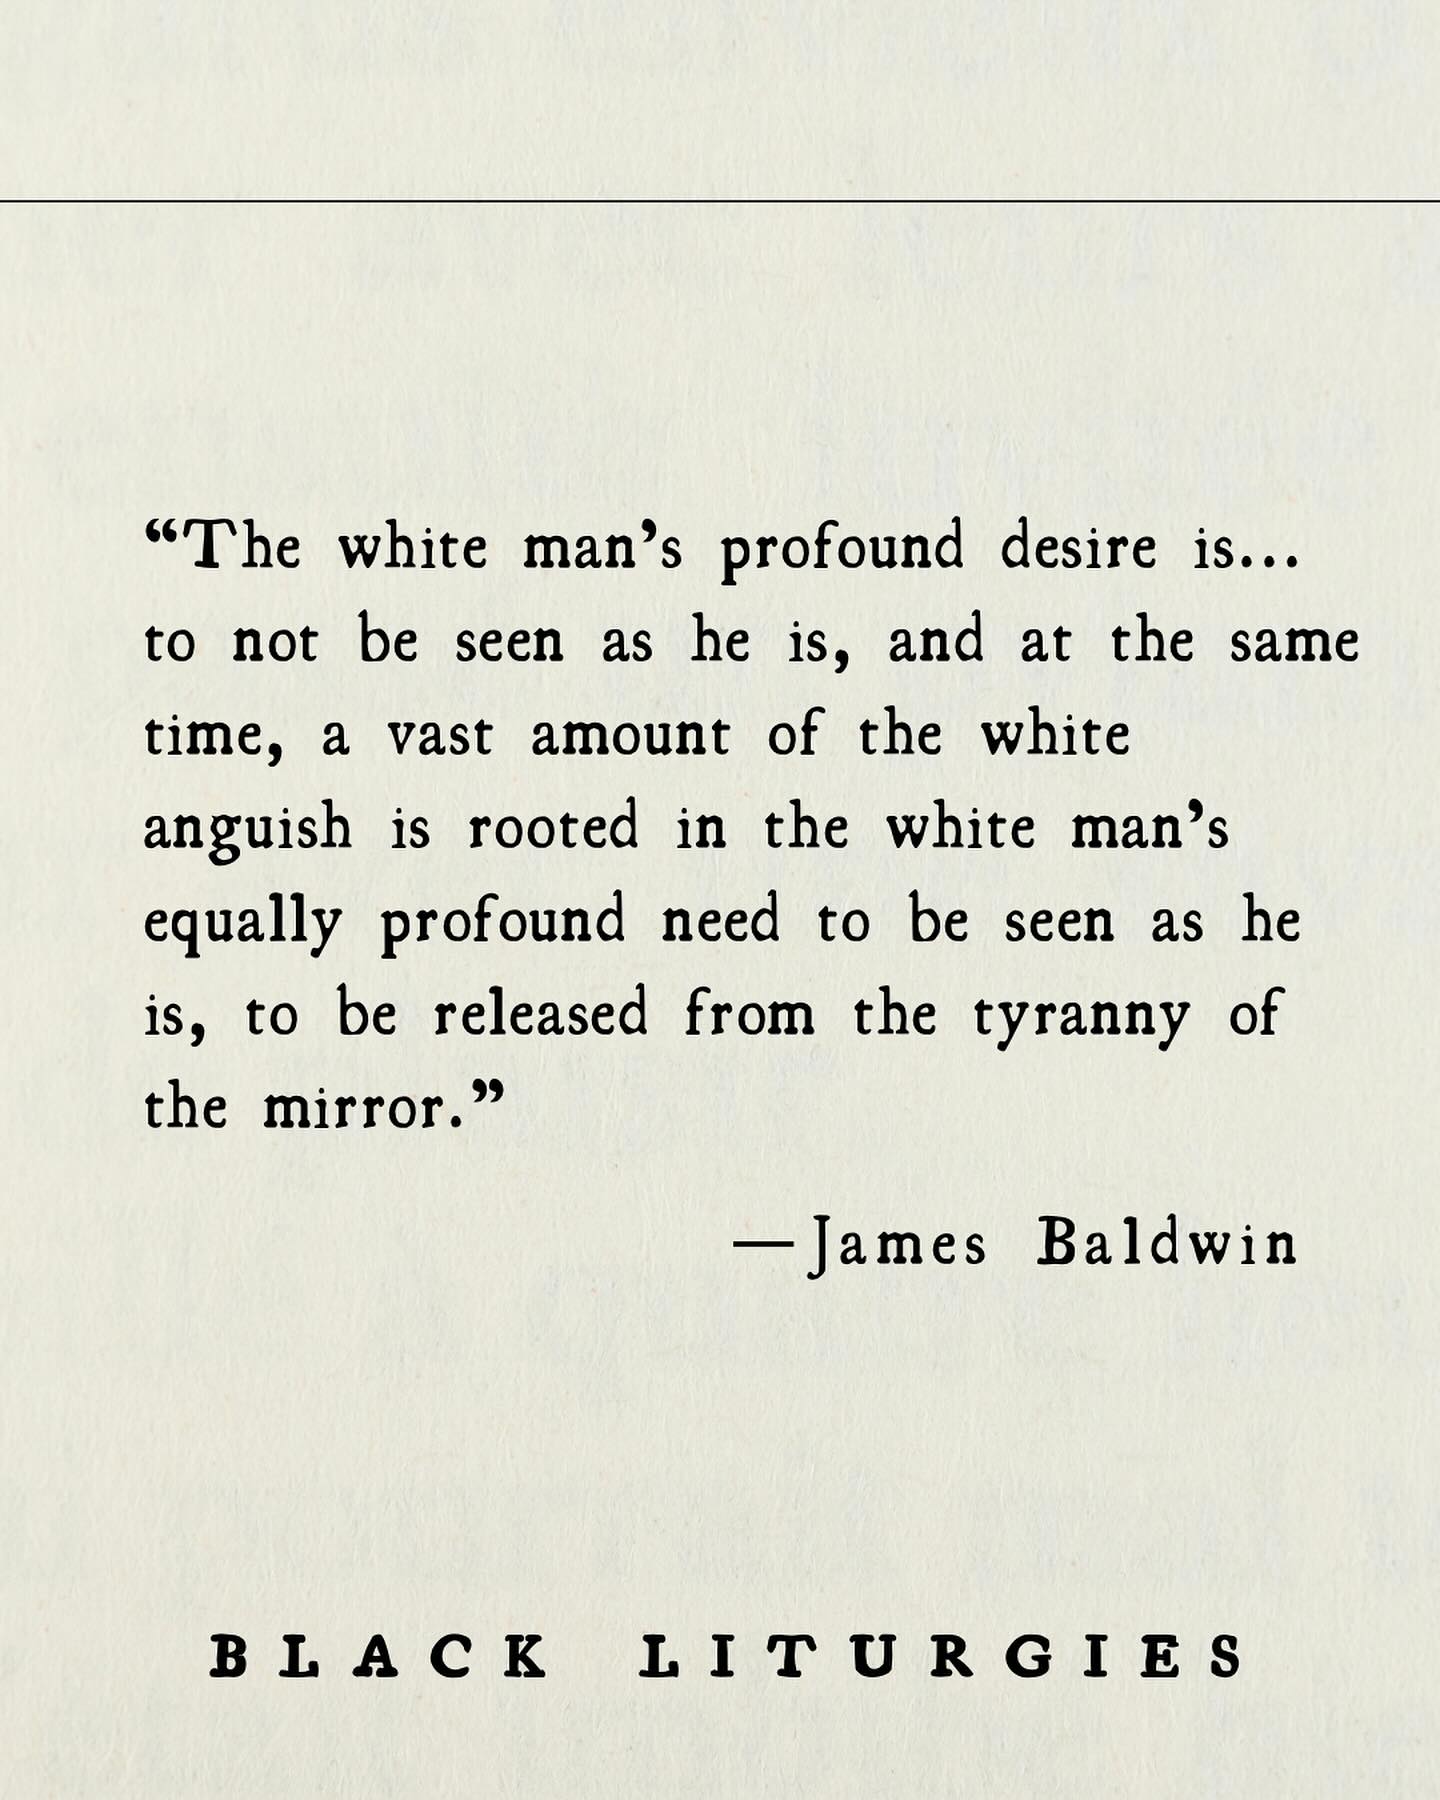 “The white man’s profound desire is...
to not be seen as he is, and at the same
time, a vast amount of the white
anguish is rooted in the white man’s
equally profound need to be seen as he
is, to be released from the tyranny of
the mirror.”
—James Baldwin
BLACK LITURGIES